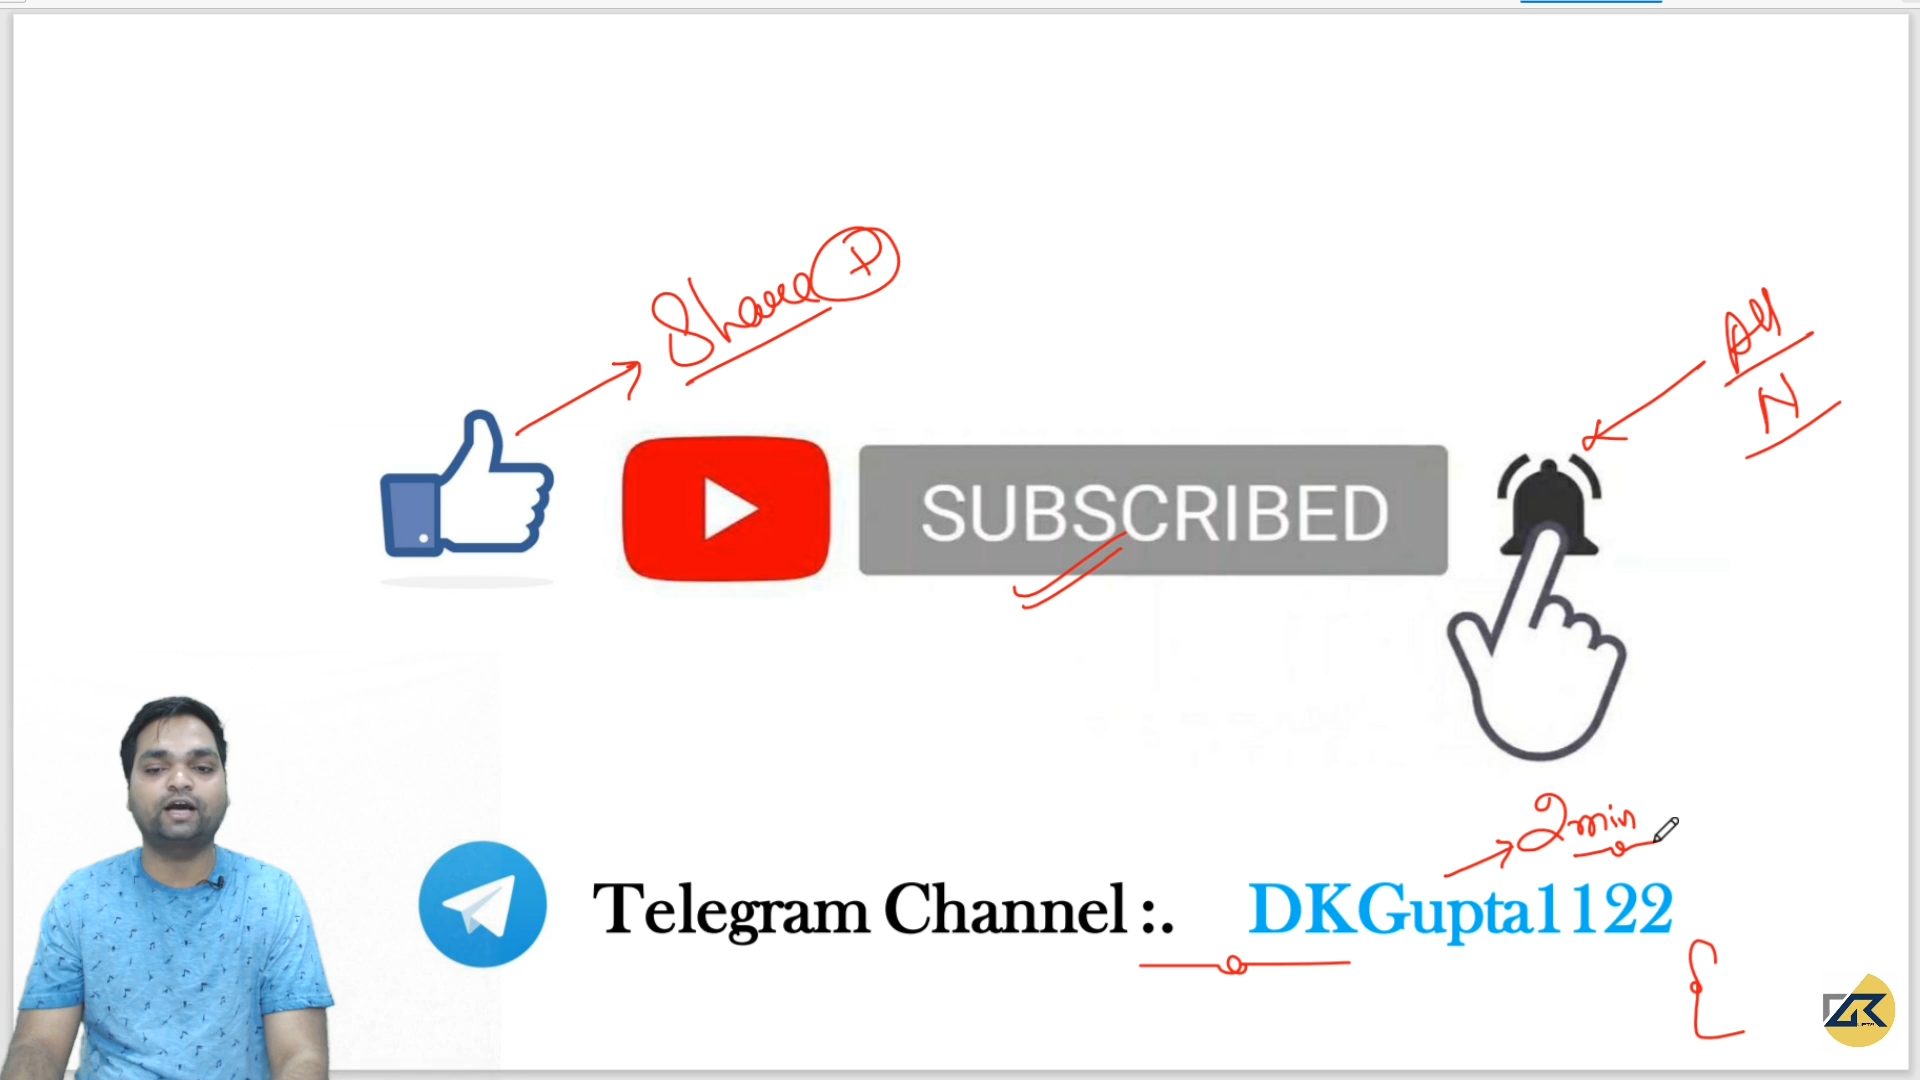 Share
All
N
SUBSCRIBED
2min
Telegram Channel :. DKGupta1122